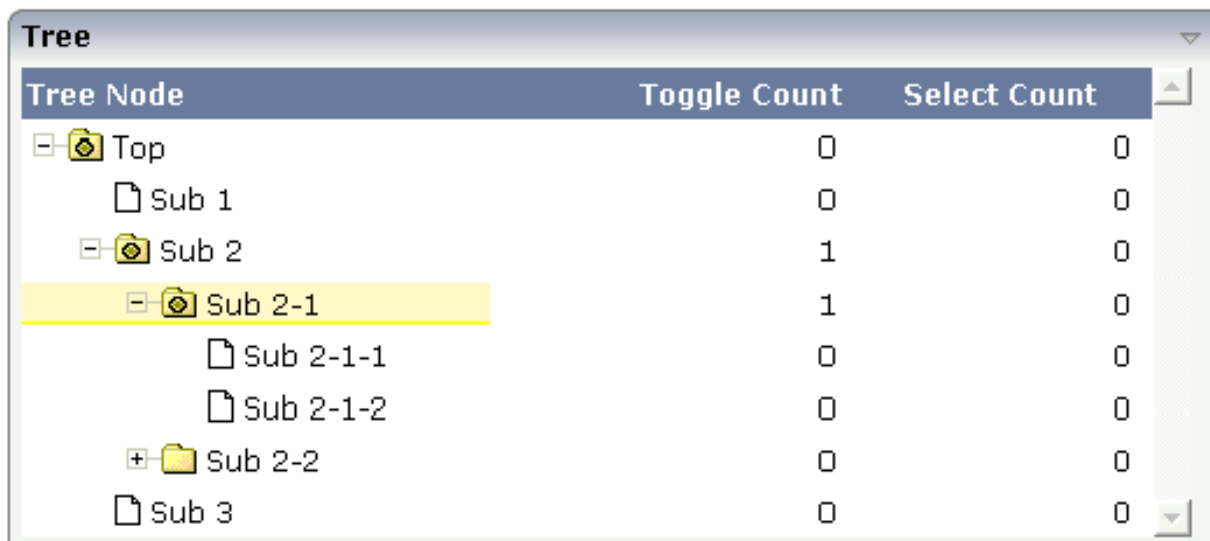 Tree
Tree Node Toggle Count Select Count
Top 0 0
Sub 1 0 0
Sub 2 1 0
Sub 2-1 1 0
Sub 2-1-1 0 0
Sub 2-1-2 0 0
Sub 2-2 0 0
Sub 3 0 0